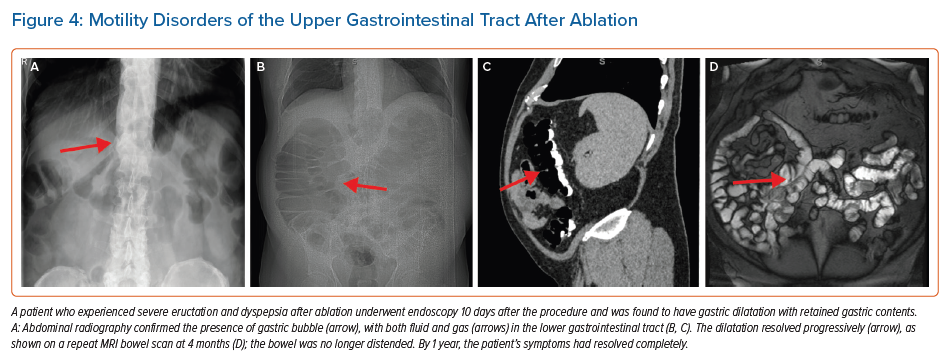 Figure 4: Motility Disorders of the Upper Gastrointestinal Tract After Ablation
R
A
B
S
C
S
D
A patient who experienced severe eructation and dyspepsia after ablation underwent endoscopy 10 days after the procedure and was found to have gastric dilatation with retained gastric contents.
A: Abdominal radiography confirmed the presence of gastric bubble (arrow), with both fluid and gas (arrows) in the lower gastrointestinal tract (B, C). The dilatation resolved progressively (arrow), as
shown on a repeat MRI bowel scan at 4 months (D); the bowel was no longer distended. By 1 year, the patient's symptoms had resolved completely.